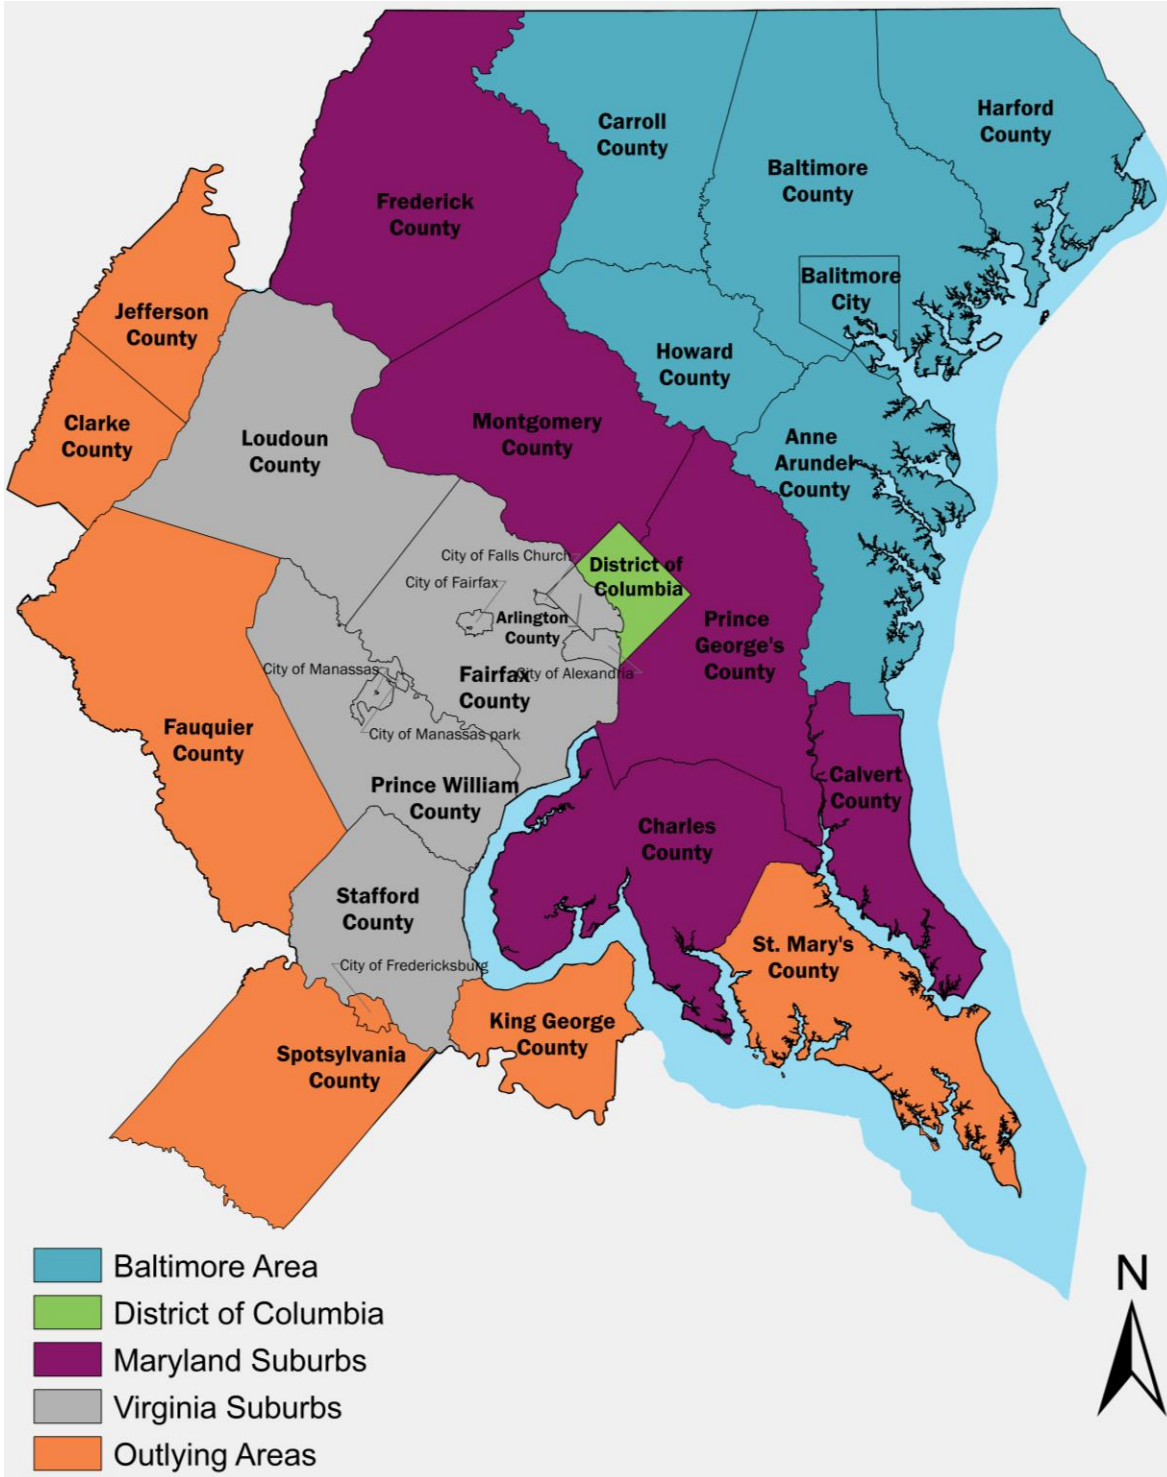 Harford
County
Carroll
County
Baltimore
County
Frederick
County
Balitmore
City
Jefferson
County
Howard
County
Clarke
County
Montgomery
County
Loudoun
County
Anne
Arundel
County
City of Falls Church
District of
Columbia
City of Fairfax
Arlington
County
Prince
George's
County
City of Manassas
Fairfax
County
City of Alexandria
Fauquier
County
City of Manassas park
Prince William
County
Calvert
County
Charles
County
Stafford
County
St. Mary's
County
City of Fredericksburg
King George
County
Spotsylvania
County
Baltimore Area
District of Columbia
Maryland Suburbs
Virginia Suburbs
Outlying Areas
N